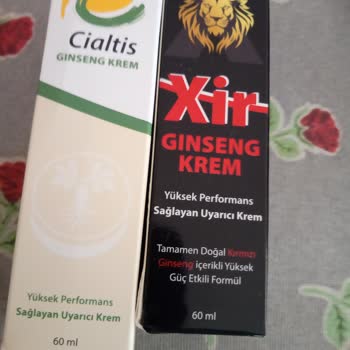 Cialtis
GINSENG KREM
Yüksek Performans
Sağlayan Uyarıcı Krem
60 ml
Xir
GINSENG
KREM
Yüksek Performans
Sağlayan Uyarıcı Krem
Tamamen Doğal Kırmızı
Ginseng içerikli Yüksek
Güç Etkili Formül
60 ml